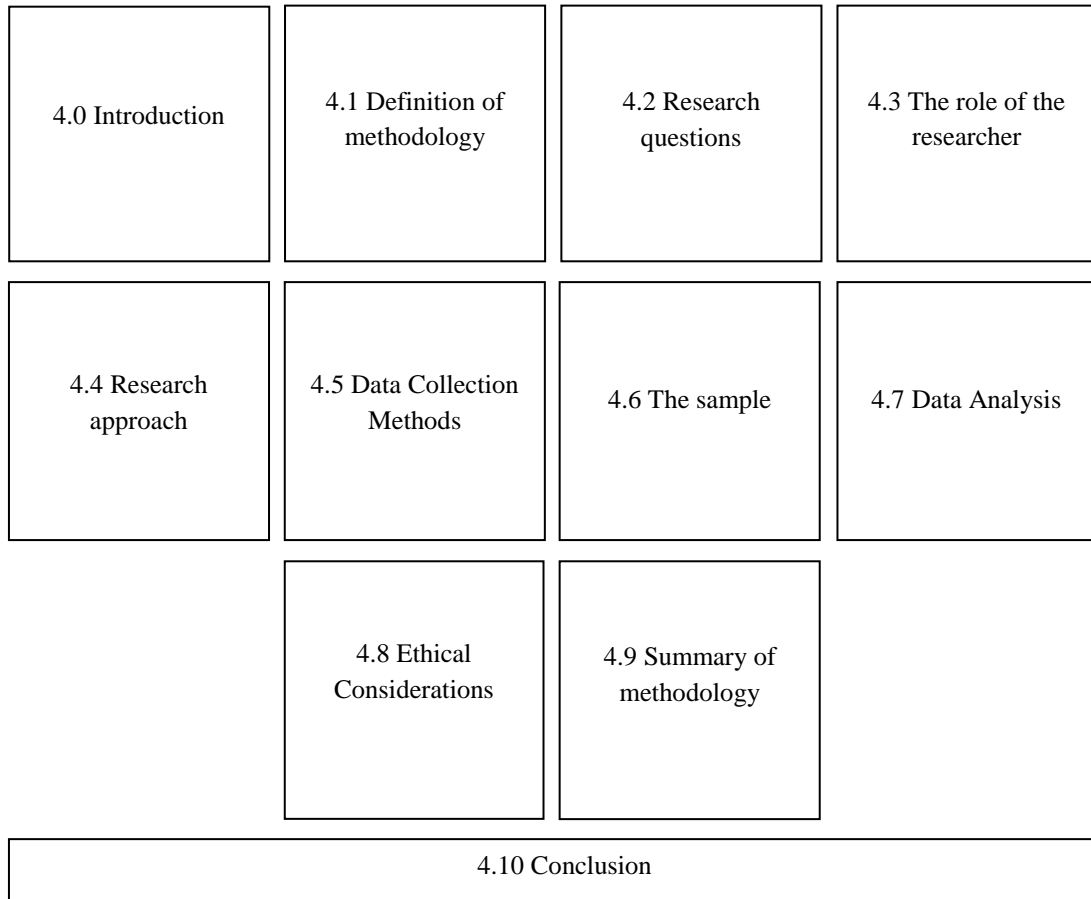 4.0 Introduction
4.1 Definition of
methodology
4.2 Research
questions
4.3 The role of the
researcher
4.4 Research
approach
4.5 Data Collection
Methods
4.6 The sample
4.7 Data Analysis
4.8 Ethical
Considerations
4.9 Summary of
methodology
4.10 Conclusion